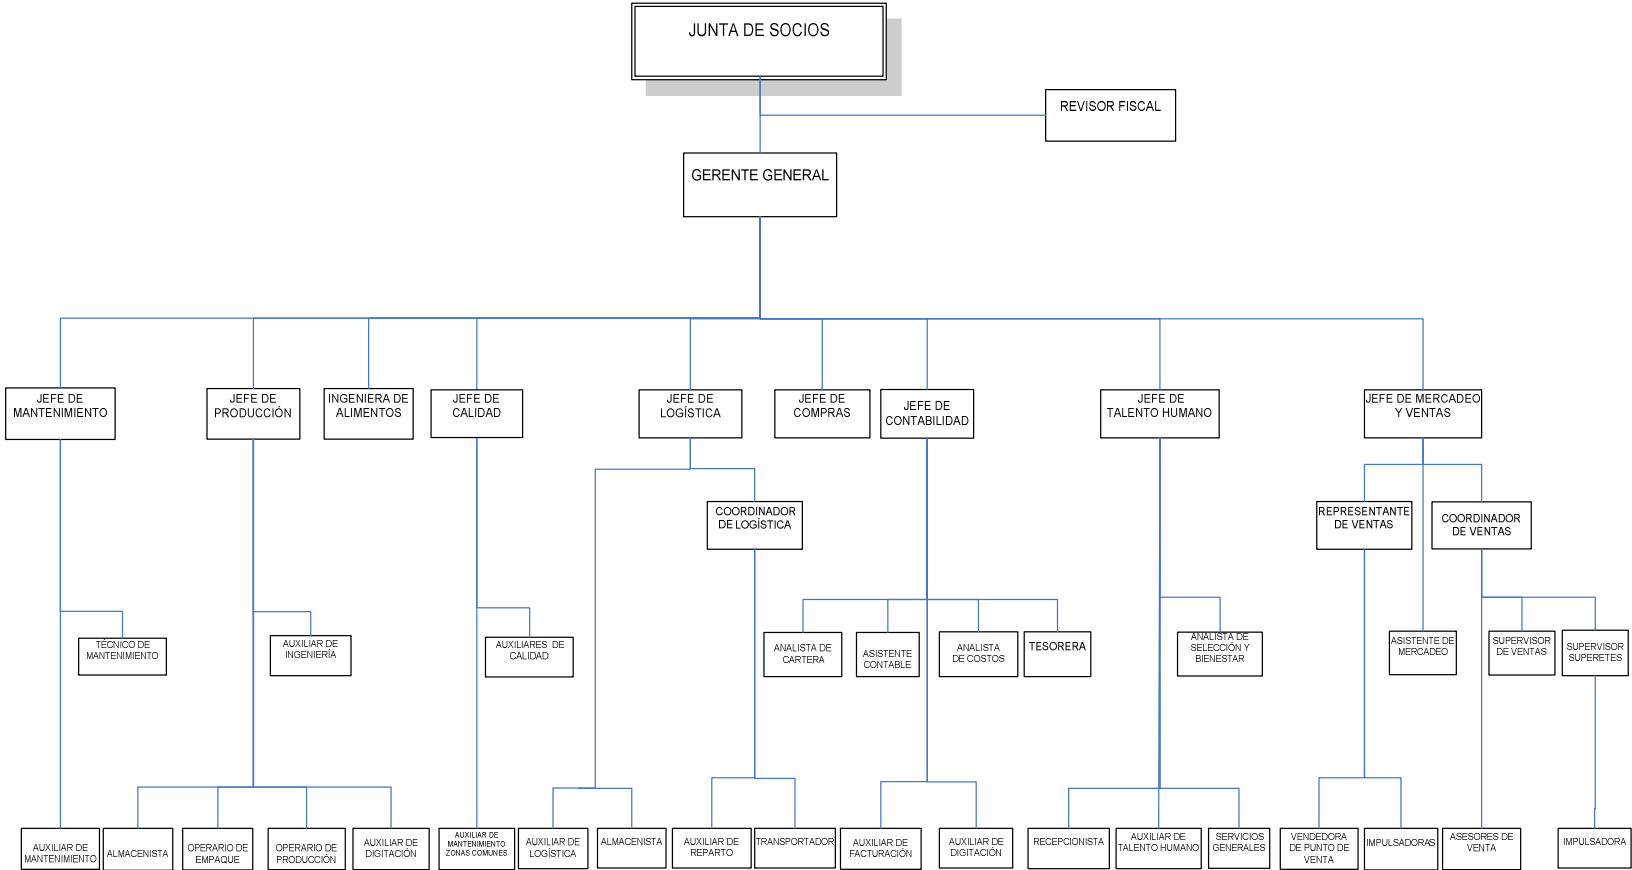 JUNTA DE SOCIOS
REVISOR FISCAL
GERENTE GENERAL
JEFE DE
MANTENIMIENTO
JEFE DE
PRODUCCIÓN
INGENIERA DE
ALIMENTOS
JEFE DE
CALIDAD
JEFE DE
LOGÍSTICA
JEFE DE
COMPRAS
JEFE DE
CONTABILIDAD
JEFE DE
TALENTO HUMANO
JEFE DE MERCADEO
Y VENTAS
COORDINADOR
DE LOGÍSTICA
REPRESENTANTE
DE VENTAS
COORDINADOR
DE VENTAS
TÉCNICO DE
MANTENIMIENTO
AUXILIAR DE
INGENIERÍA
AUXILIARES DE
CALIDAD
ANALISTA DE
CARTERA
ASISTENTE
CONTABLE
ANALISTA
DE COSTOS
TESORERA
ANALISTA DE
SELECCIÓN Y
BIENESTAR
ASISTENTE DE
MERCADEO
SUPERVISOR
DE VENTAS
SUPERVISOR
SUPERETES
AUXILIAR DE
MANTENIMIENTO
ALMACENISTA
OPERARIO DE
EMPAQUE
OPERARIO DE
PRODUCCIÓN
AUXILIAR DE
DIGITACIÓN
AUXILIAR DE
MANTENIMIENTO
ZONAS COMUNES
AUXILIAR DE
LOGÍSTICA
ALMACENISTA
AUXILIAR DE
REPARTO
TRANSPORTADOR
AUXILIAR DE
FACTURACIÓN
AUXILIAR DE
DIGITACIÓN
RECEPCIONISTA
AUXILIAR DE
TALENTO HUMANO
SERVICIOS
GENERALES
VENDEDORA
DE PUNTO DE
VENTA
IMPULSADORAS
ASESORES DE
VENTA
IMPULSADORA